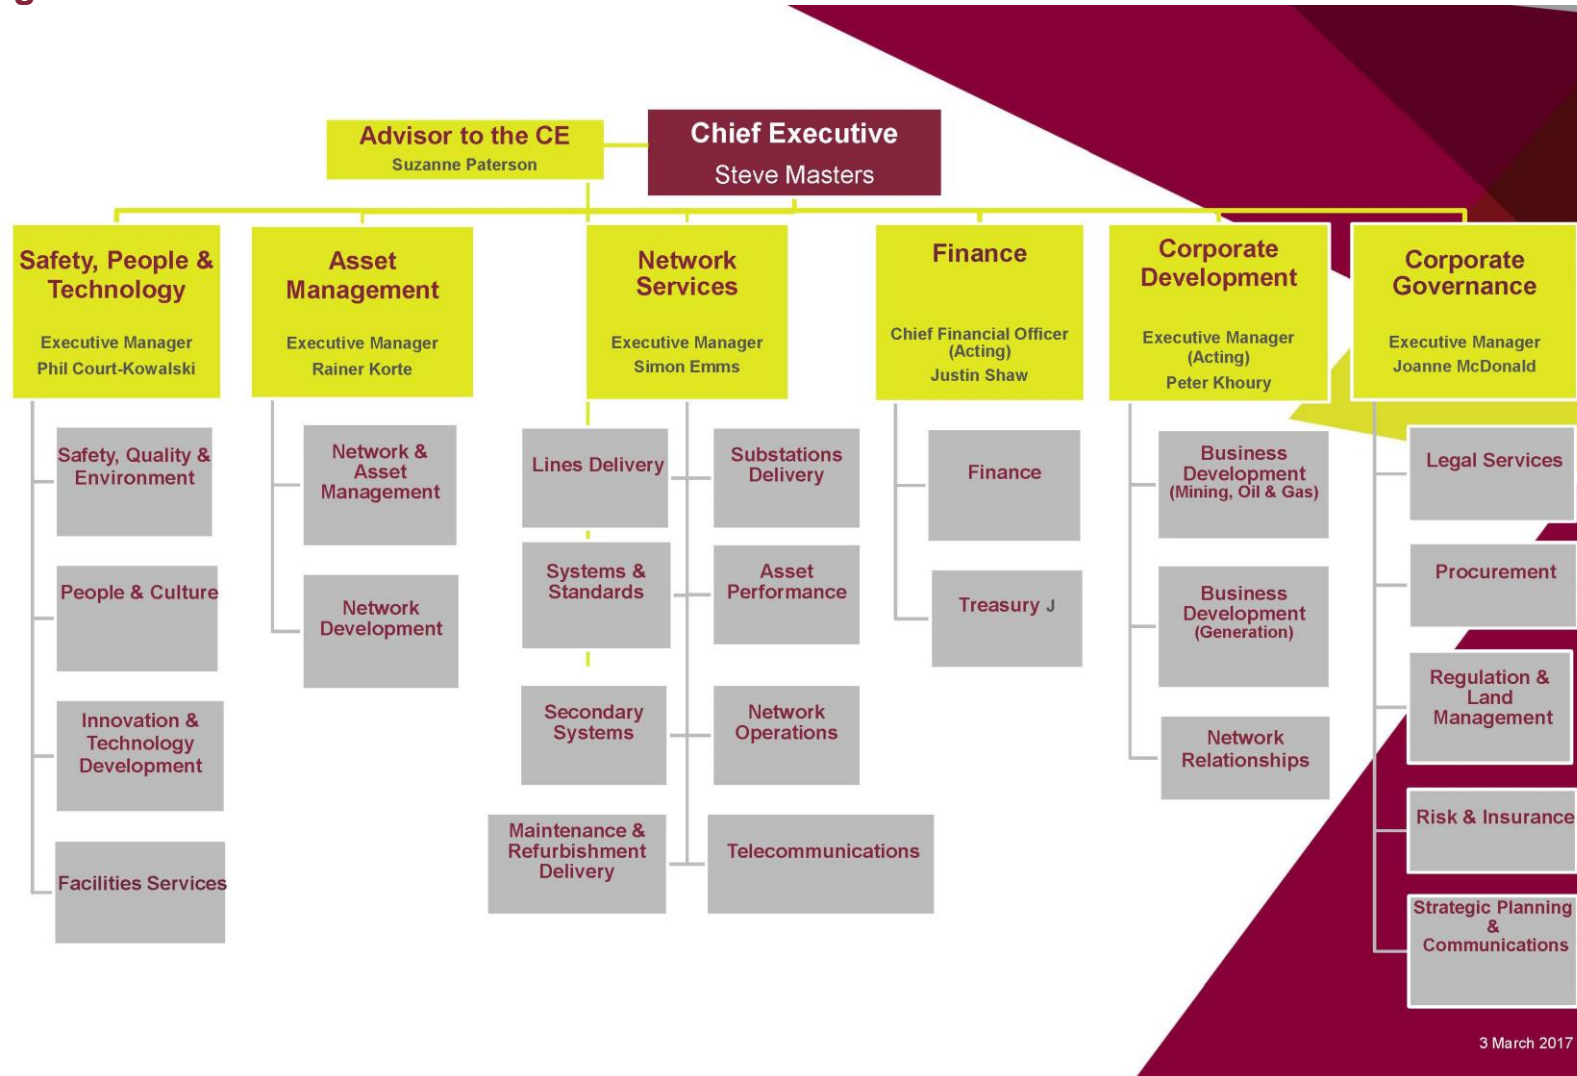 Advisor to the CE
Suzanne Paterson
Chief Executive
Steve Masters
Safety, People &
Technology
Executive Manager
Phil Court-Kowalski
Asset
Management
Executive Manager
Rainer Korte
Network
Services
Executive Manager
Simon Emms
Finance
Chief Financial Officer
(Acting)
Justin Shaw
Corporate
Development
Executive Manager
(Acting)
Peter Khoury
Corporate
Governance
Executive Manager
Joanne McDonald
Safety, Quality &
Environment
People & Culture
Innovation &
Technology
Development
Facilities Services
Network &
Asset
Management
Network
Development
Lines Delivery
Substations
Delivery
Systems &
Standards
Asset
Performance
Secondary
Systems
Network
Operations
Maintenance &
Refurbishment
Delivery
Telecommunications
Finance
Treasury J
Business
Development
(Mining, Oil & Gas)
Business
Development
(Generation)
Network
Relationships
Legal Services
Procurement
Regulation &
Land
Management
Risk & Insurance
Strategic Planning
&
Communications
3 March 2017